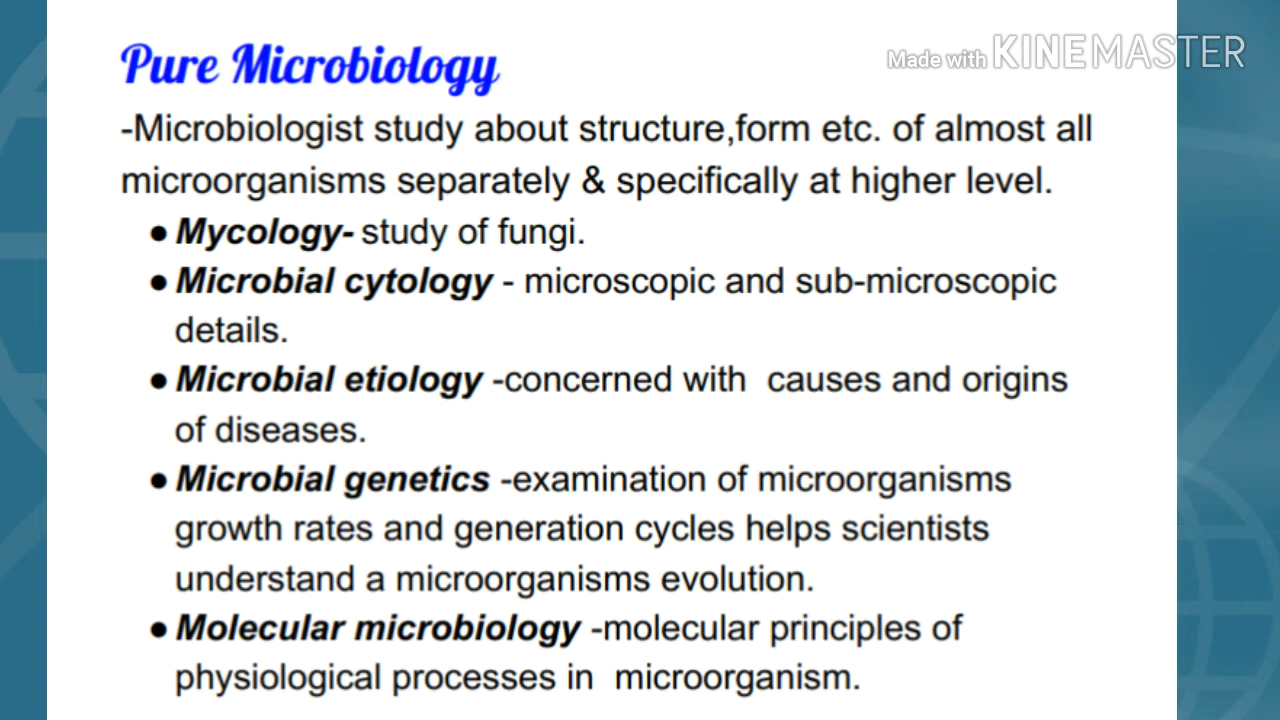 Pure Microbiology
Made with KINEMASTER
-Microbiologist study about structure,form etc. of almost all
microorganisms separately & specifically at higher level.
● Mycology- study of fungi.
● Microbial cytology - microscopic and sub-microscopic
details.
● Microbial etiology -concerned with causes and origins
of diseases.
● Microbial genetics -examination of microorganisms
growth rates and generation cycles helps scientists
understand a microorganisms evolution.
● Molecular microbiology -molecular principles of
physiological processes in microorganism.